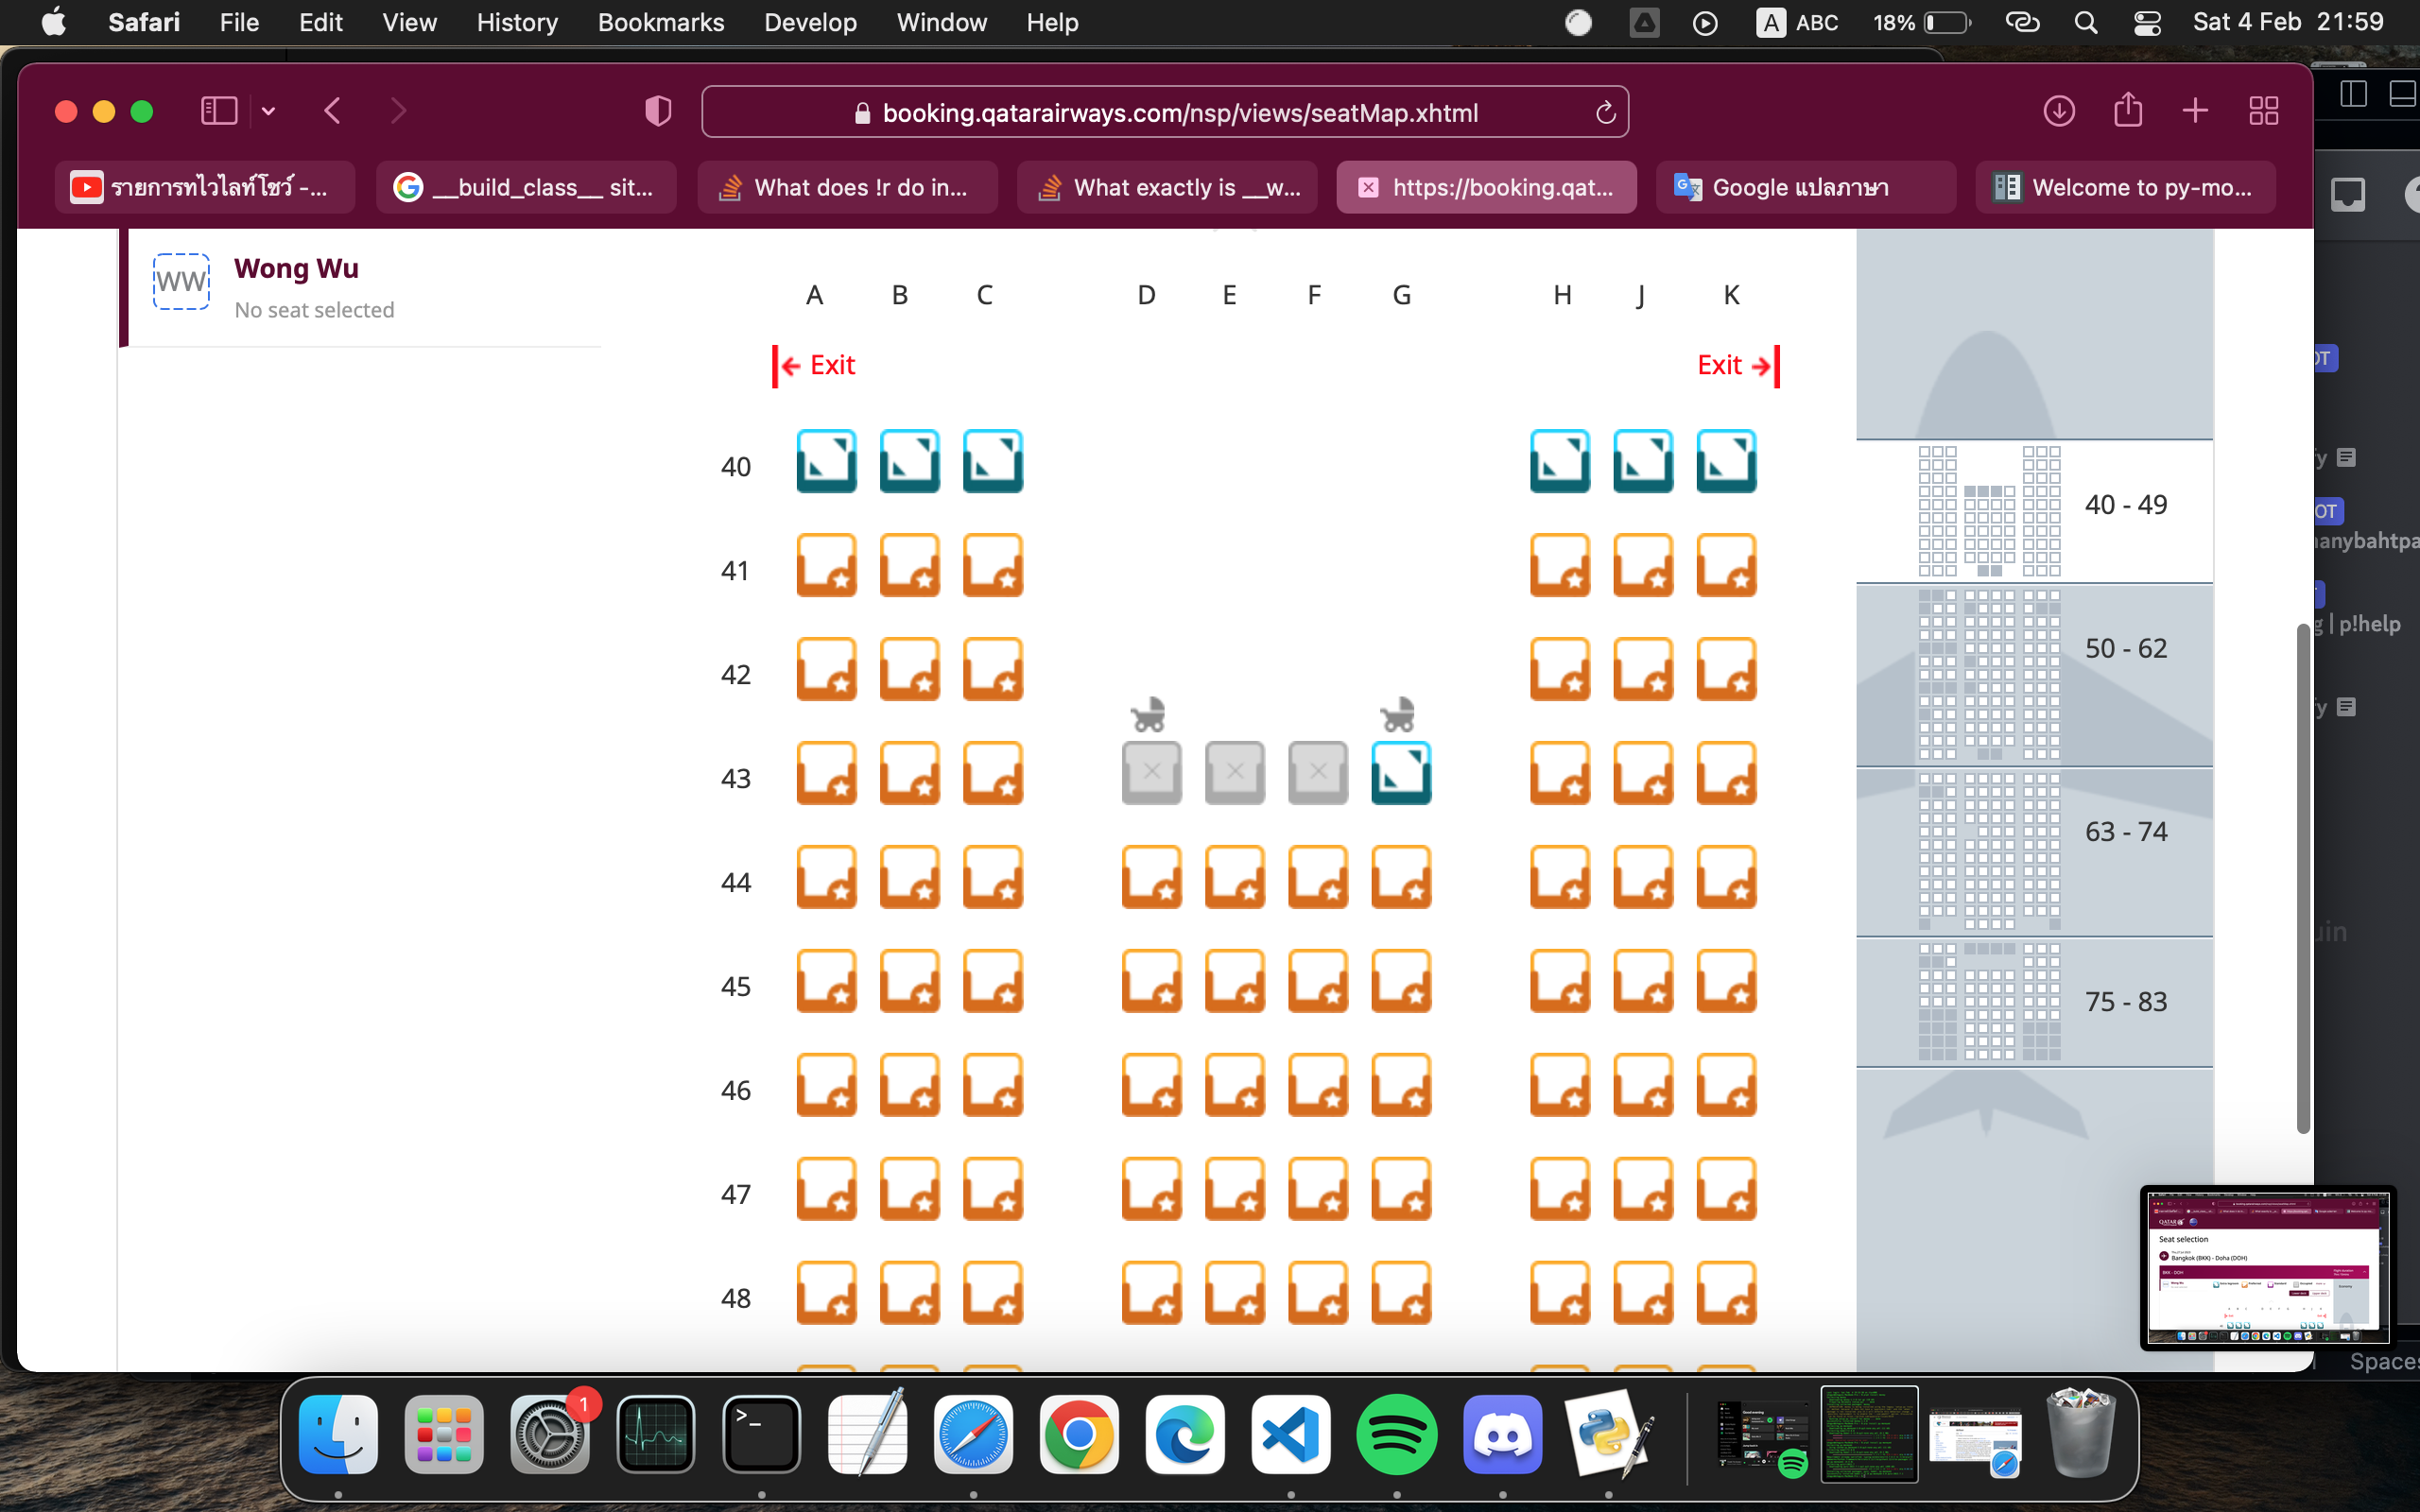 Safari File Edit View History Bookmarks Develop Window Help A ABC 18% Sat 4 Feb 21:59
booking.qatarairways.com/nsp/views/seatMap.xhtml
รายการทไวไลท์โชว์ -... __build_class__ sit... What does !r do in... What exactly is __w... https://booking.qat... Google แปลภาษา Welcome to py-mo...
WW Wong Wu
No seat selected
A B C D E F G H J K
Exit Exit
40
41
42
43
44
45
46
47
48
40 - 49
50 - 62
63 - 74
75 - 83
OT
fy
OT
nanybahtpa
g | p!help
fy
uin
Seat selection
Bangkok (BKK) - Doha (DOH)
Spaces
1
>_